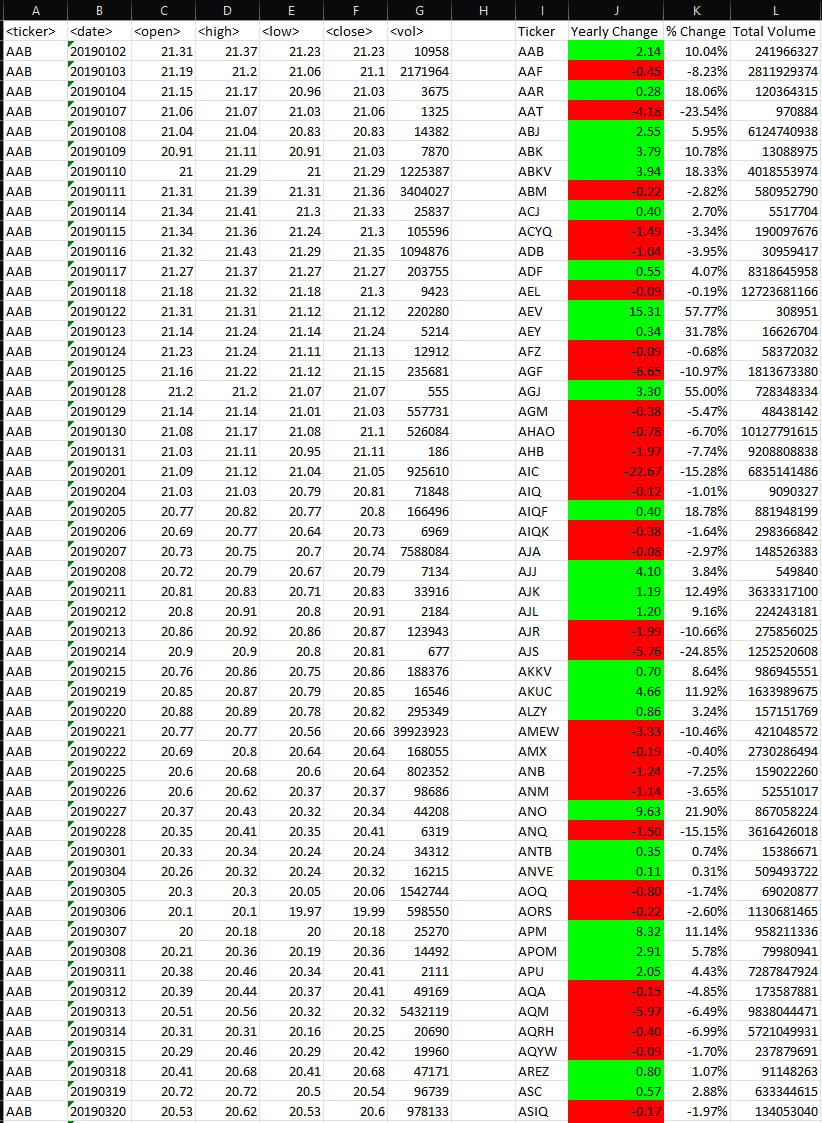 A B C D E F G H I J K L
<ticker> <date> <open> <high> <low> <close> <vol> Ticker Yearly Change % Change Total Volume
AAB 20190102 21.31 21.37 21.23 21.23 10958 AAB 2.14 10.04% 241966327
AAB 20190103 21.19 21.2 21.06 21.1 2171964 AAF -0.45 -8.23% 2811929374
AAB 20190104 21.15 21.17 20.96 21.03 3675 AAR 0.28 18.06% 120364315
AAB 20190107 21.06 21.07 21.03 21.06 1325 AAT -4.18 -23.54% 970884
AAB 20190108 21.04 21.04 20.83 20.83 14382 ABJ 2.55 5.95% 6124740938
AAB 20190109 20.91 21.11 20.91 21.03 7870 ABK 3.79 10.78% 13088975
AAB 20190110 21 21.29 21 21.29 1225387 ABKV 3.94 18.33% 4018553974
AAB 20190111 21.31 21.39 21.31 21.36 3404027 ABM -0.22 -2.82% 580952790
AAB 20190114 21.34 21.41 21.3 21.33 25837 ACJ 0.40 2.70% 5517704
AAB 20190115 21.34 21.36 21.24 21.3 105596 ACYQ -1.49 -3.34% 190097676
AAB 20190116 21.32 21.43 21.29 21.35 1094876 ADB -1.04 -3.95% 30959417
AAB 20190117 21.27 21.37 21.27 21.27 203755 ADF 0.55 4.07% 8318645958
AAB 20190118 21.18 21.32 21.18 21.3 9423 AEL -0.09 -0.19% 12723681166
AAB 20190122 21.31 21.31 21.12 21.12 220280 AEV 15.31 57.77% 308951
AAB 20190123 21.14 21.24 21.14 21.24 5214 AEY 0.34 31.78% 16626704
AAB 20190124 21.23 21.24 21.11 21.13 12912 AFZ -0.09 -0.68% 58372032
AAB 20190125 21.16 21.22 21.12 21.15 235681 AGF -6.65 -10.97% 1813673380
AAB 20190128 21.2 21.2 21.07 21.07 555 AGJ 3.30 55.00% 728348334
AAB 20190129 21.14 21.14 21.01 21.03 557731 AGM -0.38 -5.47% 48438142
AAB 20190130 21.08 21.17 21.08 21.1 526084 AHAO -0.78 -6.70% 10127791615
AAB 20190131 21.03 21.11 20.95 21.11 186 AHB -1.97 -7.74% 9208808838
AAB 20190201 21.09 21.12 21.04 21.05 925610 AIC -22.67 -15.28% 6835141486
AAB 20190204 21.03 21.03 20.79 20.81 71848 AIQ -0.12 -1.01% 9090327
AAB 20190205 20.77 20.82 20.77 20.8 166496 AIQF 0.40 18.78% 881948199
AAB 20190206 20.69 20.77 20.64 20.73 6969 AIQK -0.38 -1.64% 298366842
AAB 20190207 20.73 20.75 20.7 20.74 7588084 AJA -0.08 -2.97% 148526383
AAB 20190208 20.72 20.79 20.67 20.79 7134 AJJ 4.10 3.84% 549840
AAB 20190211 20.81 20.83 20.71 20.83 33916 AJK 1.19 12.49% 3633317100
AAB 20190212 20.8 20.91 20.8 20.91 2184 AJL 1.20 9.16% 224243181
AAB 20190213 20.86 20.92 20.86 20.87 123943 AJR -1.99 -10.66% 275856025
AAB 20190214 20.9 20.9 20.8 20.81 677 AJS -5.76 -24.85% 1252520608
AAB 20190215 20.76 20.86 20.75 20.86 188376 AKKV 0.70 8.64% 986945551
AAB 20190219 20.85 20.87 20.79 20.85 16546 AKUC 4.66 11.92% 1633989675
AAB 20190220 20.88 20.89 20.78 20.82 295349 ALZY 0.86 3.24% 157151769
AAB 20190221 20.77 20.77 20.56 20.66 39923923 AMEW -3.33 -10.46% 421048572
AAB 20190222 20.69 20.8 20.64 20.64 168055 AMX -0.19 -0.40% 2730286494
AAB 20190225 20.6 20.68 20.6 20.64 802352 ANB -1.24 -7.25% 159022260
AAB 20190226 20.6 20.62 20.37 20.37 98686 ANM -1.14 -3.65% 52551017
AAB 20190227 20.37 20.43 20.32 20.34 44208 ANO 9.63 21.90% 867058224
AAB 20190228 20.35 20.41 20.35 20.41 6319 ANQ -1.50 -15.15% 3616426018
AAB 20190301 20.33 20.34 20.24 20.24 34312 ANTB 0.35 0.74% 15386671
AAB 20190304 20.26 20.32 20.24 20.32 16215 ANVE 0.11 0.31% 509493722
AAB 20190305 20.3 20.3 20.05 20.06 1542744 AOQ -0.80 -1.74% 69020877
AAB 20190306 20.1 20.1 19.97 19.99 598550 AORS -0.22 -2.60% 1130681465
AAB 20190307 20 20.18 20 20.18 25270 APM 8.32 11.14% 958211336
AAB 20190308 20.21 20.36 20.19 20.36 14492 APOM 2.91 5.78% 79980941
AAB 20190311 20.38 20.46 20.34 20.41 2111 APU 2.05 4.43% 7287847924
AAB 20190312 20.39 20.44 20.37 20.41 49169 AQA -0.15 -4.85% 173587881
AAB 20190313 20.51 20.56 20.32 20.32 5432119 AQM -5.97 -6.49% 9838044471
AAB 20190314 20.31 20.31 20.16 20.25 20690 AQRH -0.40 -6.99% 5721049931
AAB 20190315 20.29 20.46 20.29 20.42 19960 AQYW -0.09 -1.70% 237879691
AAB 20190318 20.41 20.68 20.41 20.68 47171 AREZ 0.80 1.07% 91148263
AAB 20190319 20.72 20.72 20.5 20.54 96739 ASC 0.57 2.88% 633344615
AAB 20190320 20.53 20.62 20.53 20.6 978133 ASIQ -0.17 -1.97% 134053040